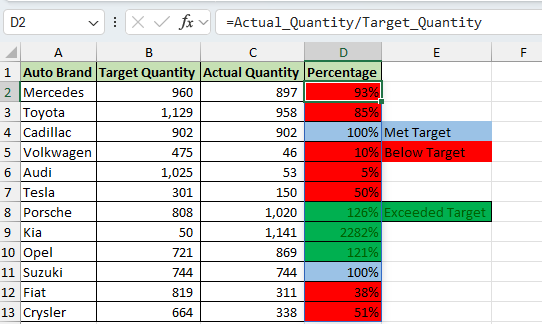 D2 fx =Actual_Quantity/Target_Quantity
A B C D E F
1 Auto Brand Target Quantity Actual Quantity Percentage
2 Mercedes 960 897 93%
3 Toyota 1,129 958 85%
4 Cadillac 902 902 100% Met Target
5 Volkwagen 475 46 10% Below Target
6 Audi 1,025 53 5%
7 Tesla 301 150 50%
8 Porsche 808 1,020 126% Exceeded Target
9 Kia 50 1,141 2282%
10 Opel 721 869 121%
11 Suzuki 744 744 100%
12 Fiat 819 311 38%
13 Crysler 664 338 51%